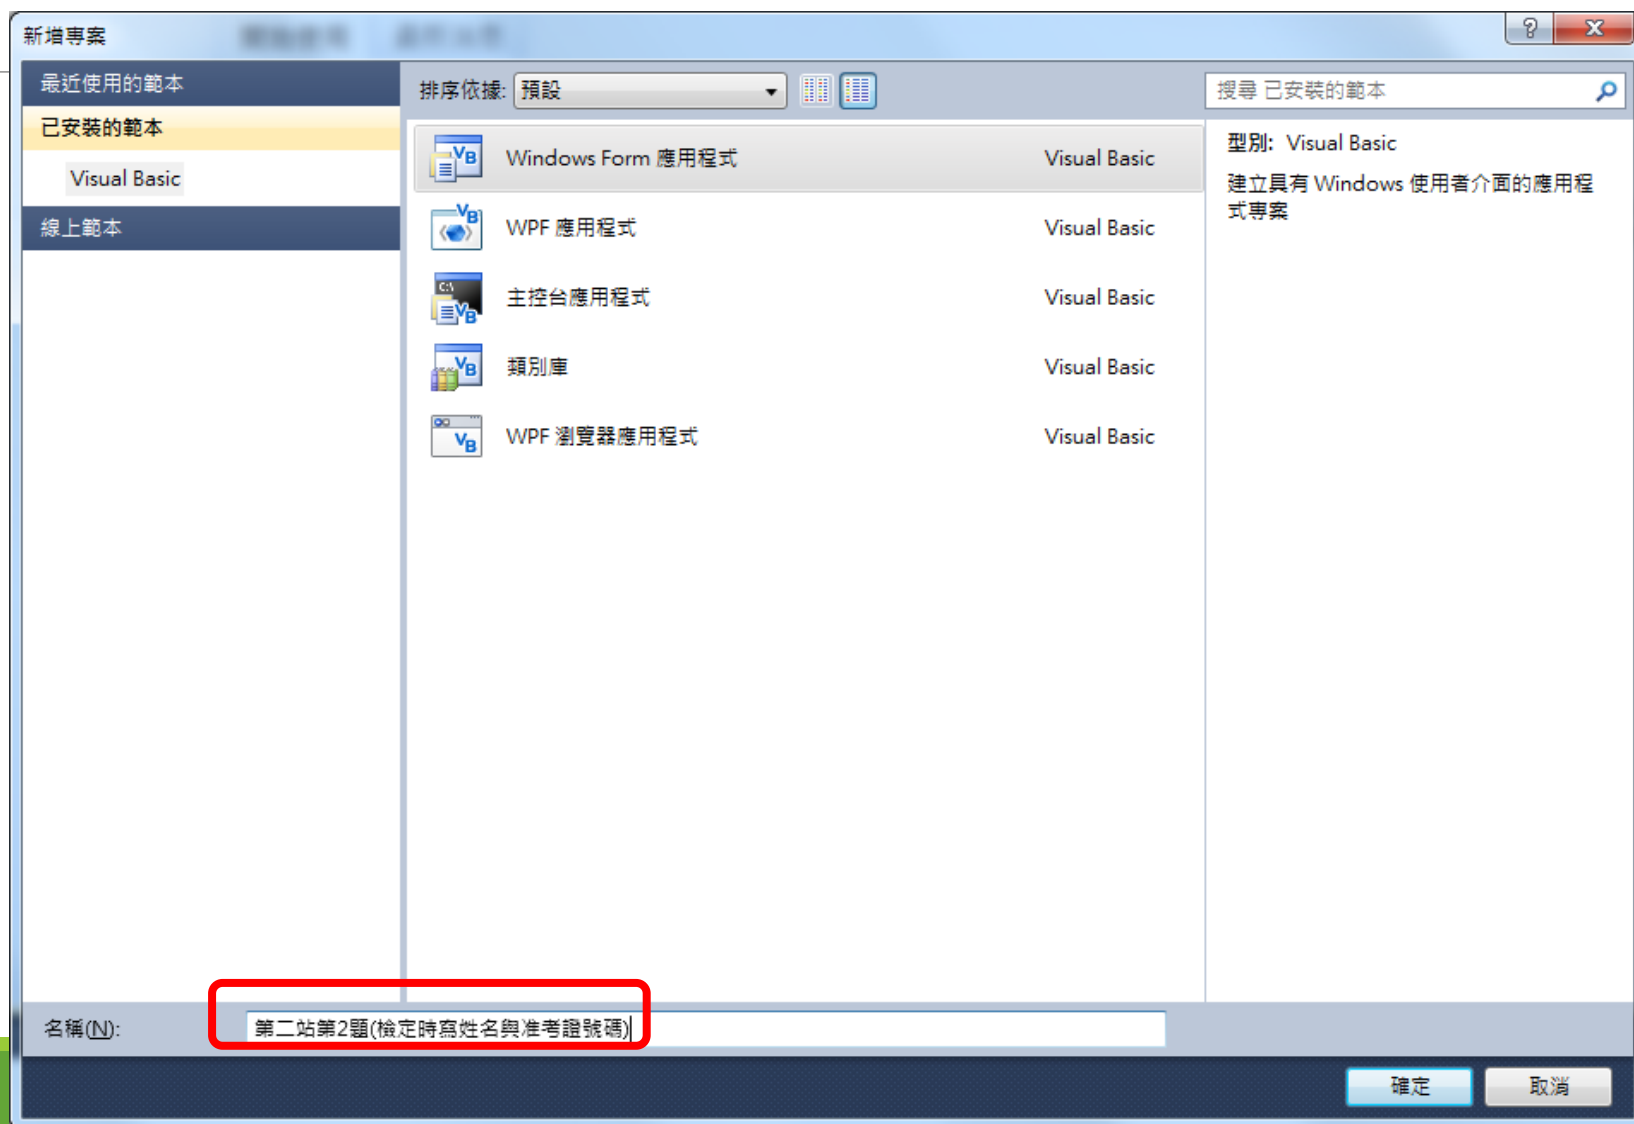 新增專案
最近使用的範本
已安裝的範本
Visual Basic
線上範本
排序依據: 預設
Windows Form 應用程式 Visual Basic
WPF 應用程式 Visual Basic
主控台應用程式 Visual Basic
類別庫 Visual Basic
WPF 瀏覽器應用程式 Visual Basic
搜尋 已安裝的範本
型別: Visual Basic
建立具有 Windows 使用者介面的應用程
式專案
名稱(N): 第二站第2題(檢定時寫姓名與准考證號碼)
確定 取消